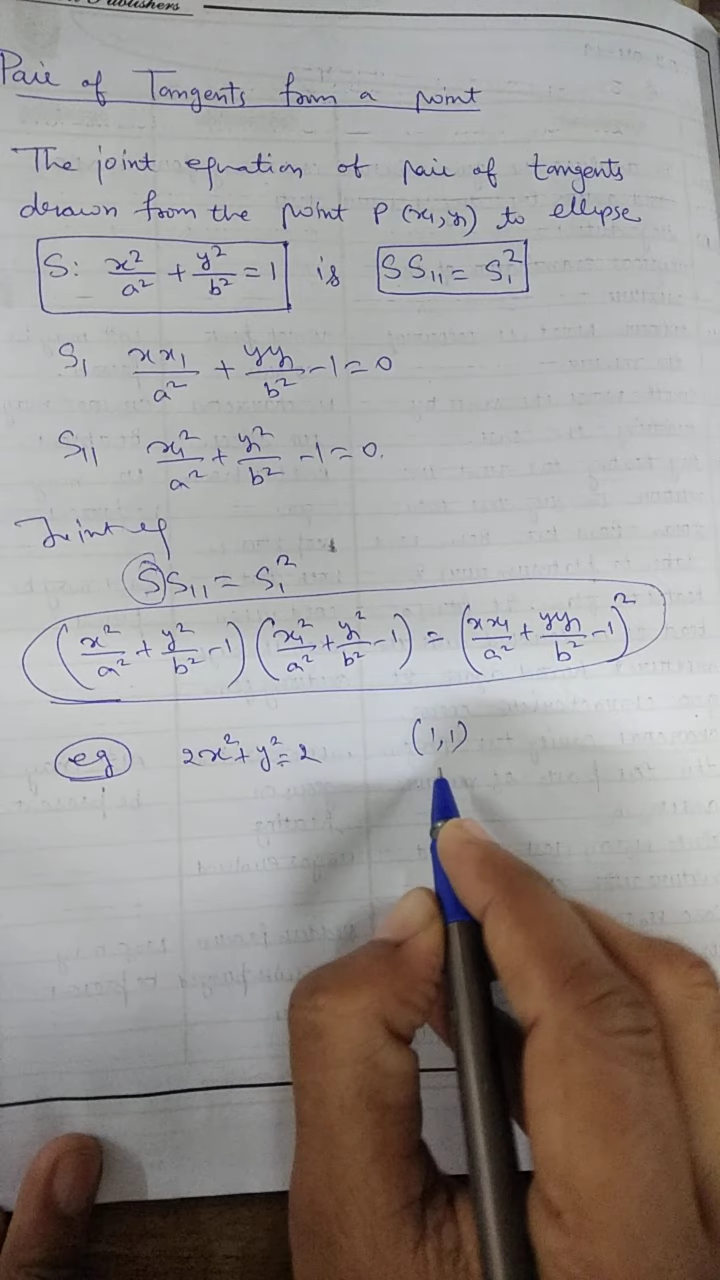 Publishers
Pair of Tangents from a point
The joint equation of pair of tangents
drawn from the point P (x₁, y₁) to ellipse
S: x²/a² + y²/b² = 1 is SS₁₁ = S₁²
S₁ xx₁/a² + yy₁/b² - 1 = 0
S₁₁ x₁²/a² + y₁²/b² - 1 = 0.
Joint eq
SS₁₁ = S₁²
(x²/a² + y²/b² - 1) (x₁²/a² + y₁²/b² - 1) = (xx₁/a² + yy₁/b² - 1)²
eg 2x² + y² = 2 (1,1)